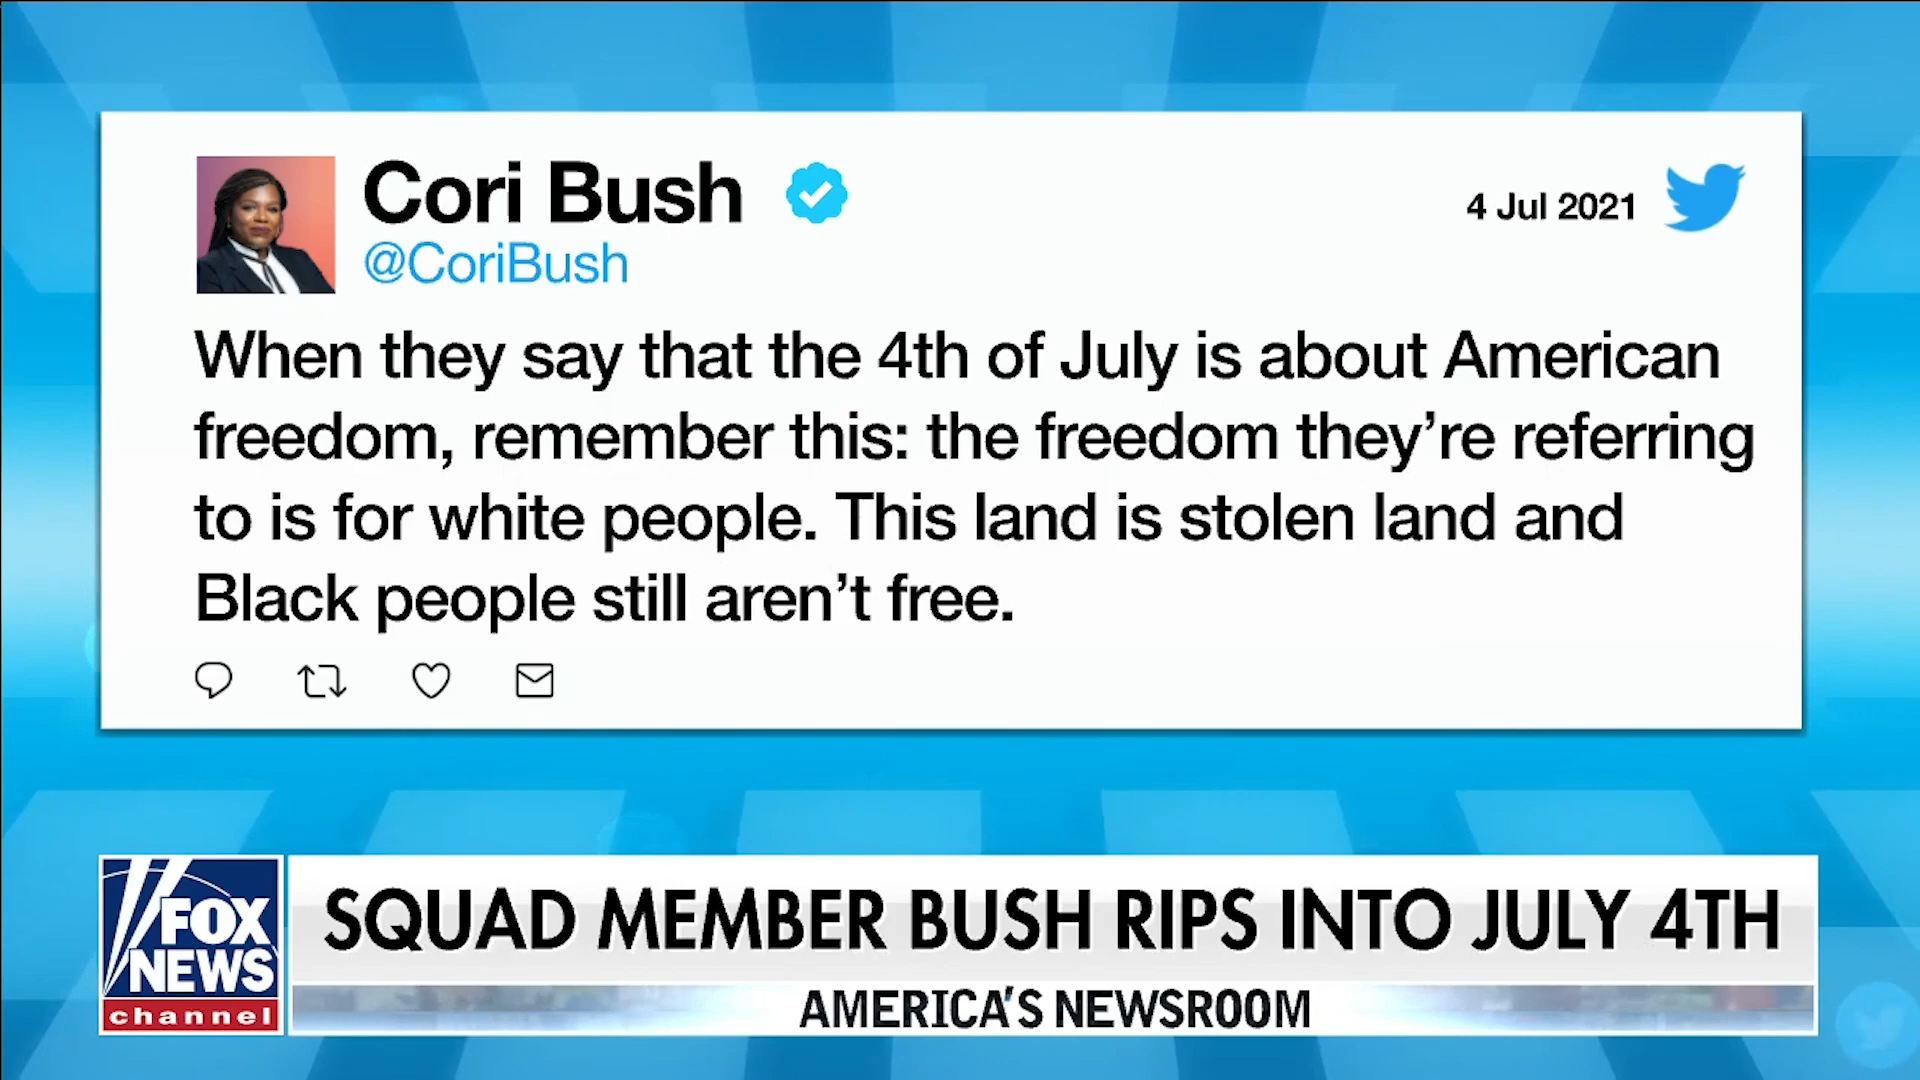 Cori Bush
@CoriBush
4 Jul 2021
When they say that the 4th of July is about American
freedom, remember this: the freedom they’re referring
to is for white people. This land is stolen land and
Black people still aren’t free.
FOX
NEWS
channel
SQUAD MEMBER BUSH RIPS INTO JULY 4TH
AMERICA'S NEWSROOM